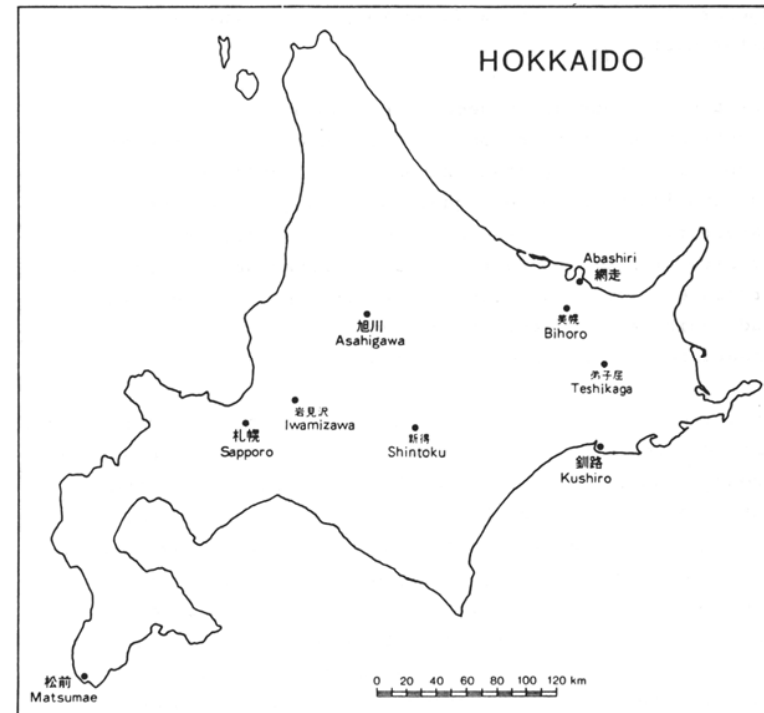 HOKKAIDO
Abashiri
網走
美幌
Bihoro
旭川
Asahigawa
弟子屈
Teshikaga
岩見沢
Iwamizawa
札幌
Sapporo
新得
Shintoku
釧路
Kushiro
松前
Matsumae
0 20 40 60 80 100 120 km